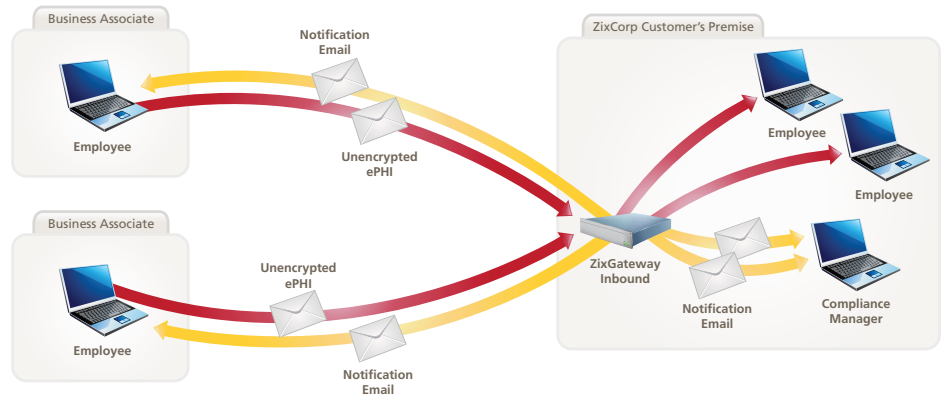 Business Associate
Employee
Notification
Email
Unencrypted
ePHI
Business Associate
Employee
Unencrypted
ePHI
Notification
Email
ZixCorp Customer's Premise
Employee
Employee
ZixGateway
Inbound
Notification
Email
Compliance
Manager